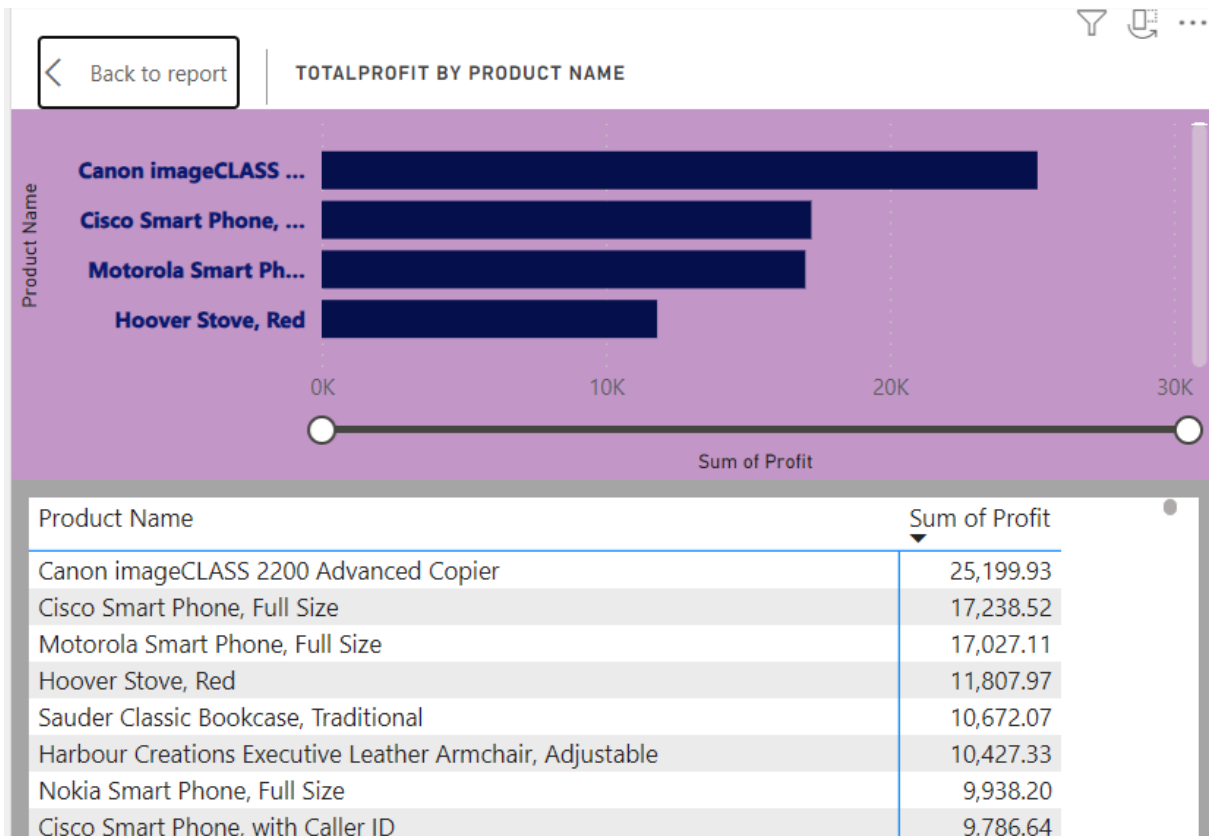 Back to report
TOTALPROFIT BY PRODUCT NAME
Product Name
Canon imageCLASS ...
Cisco Smart Phone, ...
Motorola Smart Ph...
Hoover Stove, Red
0K 10K 20K 30K
Sum of Profit
Product Name Sum of Profit
Canon imageCLASS 2200 Advanced Copier 25,199.93
Cisco Smart Phone, Full Size 17,238.52
Motorola Smart Phone, Full Size 17,027.11
Hoover Stove, Red 11,807.97
Sauder Classic Bookcase, Traditional 10,672.07
Harbour Creations Executive Leather Armchair, Adjustable 10,427.33
Nokia Smart Phone, Full Size 9,938.20
Cisco Smart Phone, with Caller ID 9,786.64